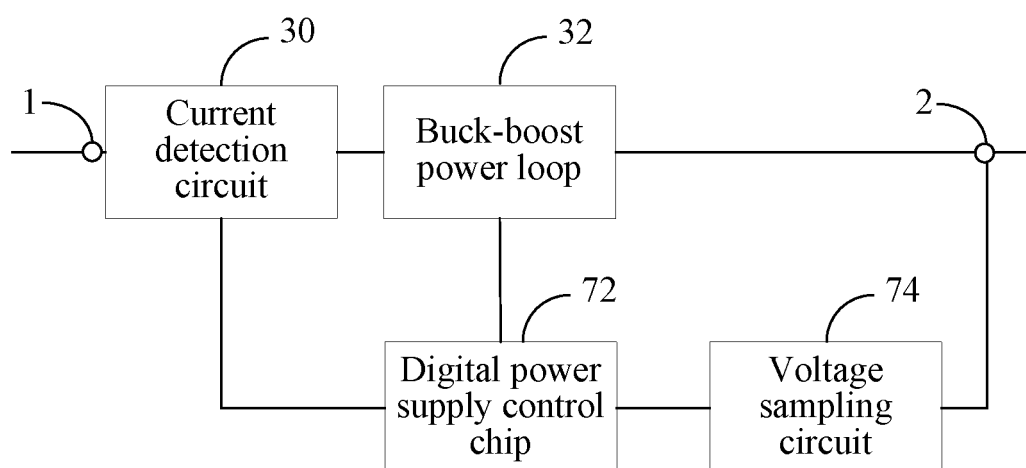 30
32
1
2
Current
detection
circuit
Buck-boost
power loop
72
74
Digital power
supply control
chip
Voltage
sampling
circuit